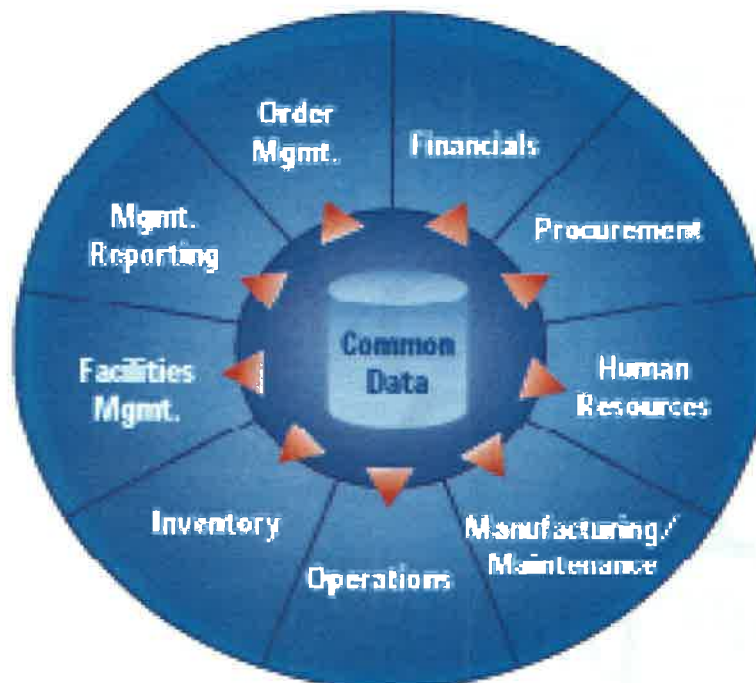 Order
Mgmt.
Financials
Procurement
Human
Resources
Manufacturing/
Maintenance
Operations
Inventory
Facilities
Mgmt.
Mgmt.
Reporting
Common
Data